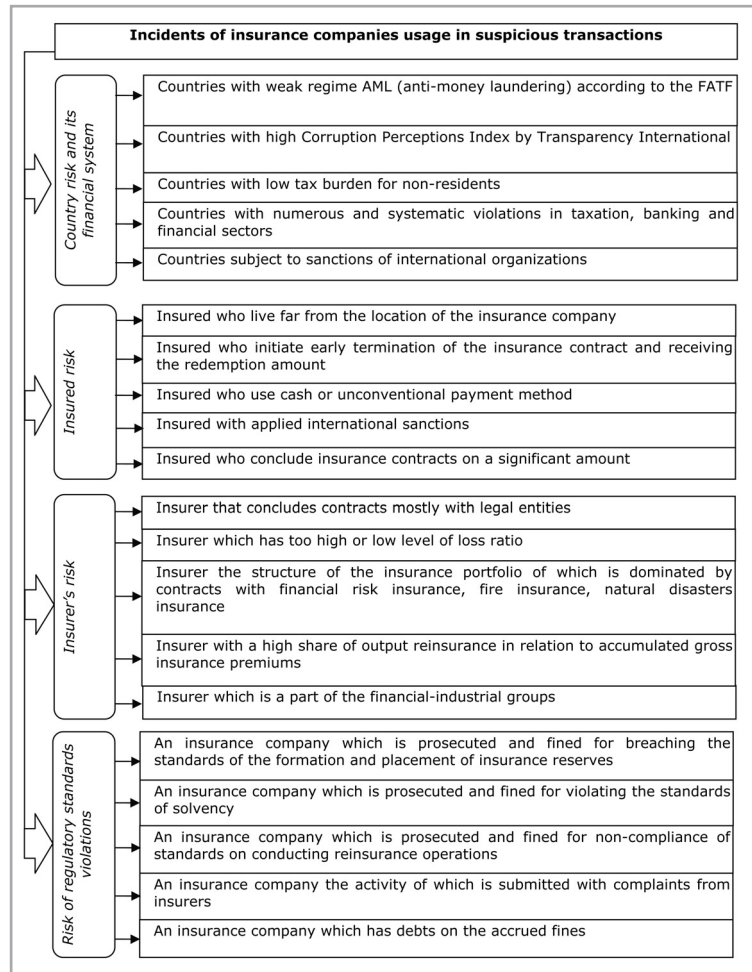 Incidents of insurance companies usage in suspicious transactions
Country risk and its
financial system
Countries with weak regime AML (anti-money laundering) according to the FATF
Countries with high Corruption Perceptions Index by Transparency International
Countries with low tax burden for non-residents
Countries with numerous and systematic violations in taxation, banking and
financial sectors
Countries subject to sanctions of international organizations
Insured risk
Insured who live far from the location of the insurance company
Insured who initiate early termination of the insurance contract and receiving
the redemption amount
Insured who use cash or unconventional payment method
Insured with applied international sanctions
Insured who conclude insurance contracts on a significant amount
Insurer's risk
Insurer that concludes contracts mostly with legal entities
Insurer which has too high or low level of loss ratio
Insurer the structure of the insurance portfolio of which is dominated by
contracts with financial risk insurance, fire insurance, natural disasters
insurance
Insurer with a high share of output reinsurance in relation to accumulated gross
insurance premiums
Insurer which is a part of the financial-industrial groups
Risk of regulatory standards
violations
An insurance company which is prosecuted and fined for breaching the
standards of the formation and placement of insurance reserves
An insurance company which is prosecuted and fined for violating the standards
of solvency
An insurance company which is prosecuted and fined for non-compliance of
standards on conducting reinsurance operations
An insurance company the activity of which is submitted with complaints from
insurers
An insurance company which has debts on the accrued fines